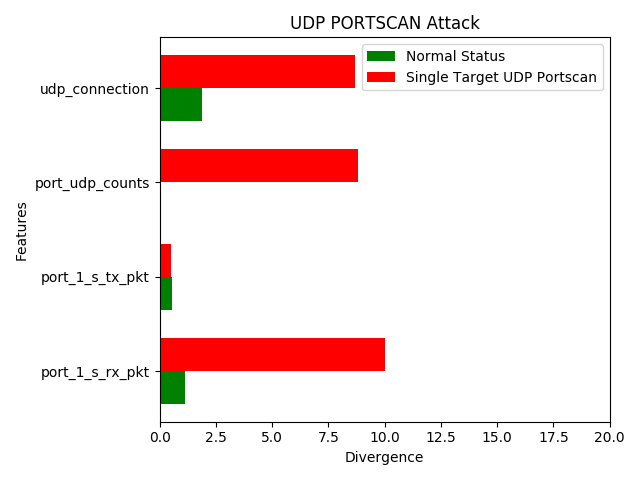 UDP PORTSCAN Attack
Normal Status
Single Target UDP Portscan
udp_connection
port_udp_counts
port_1_s_tx_pkt
port_1_s_rx_pkt
Features
0.0 2.5 5.0 7.5 10.0 12.5 15.0 17.5 20.0
Divergence